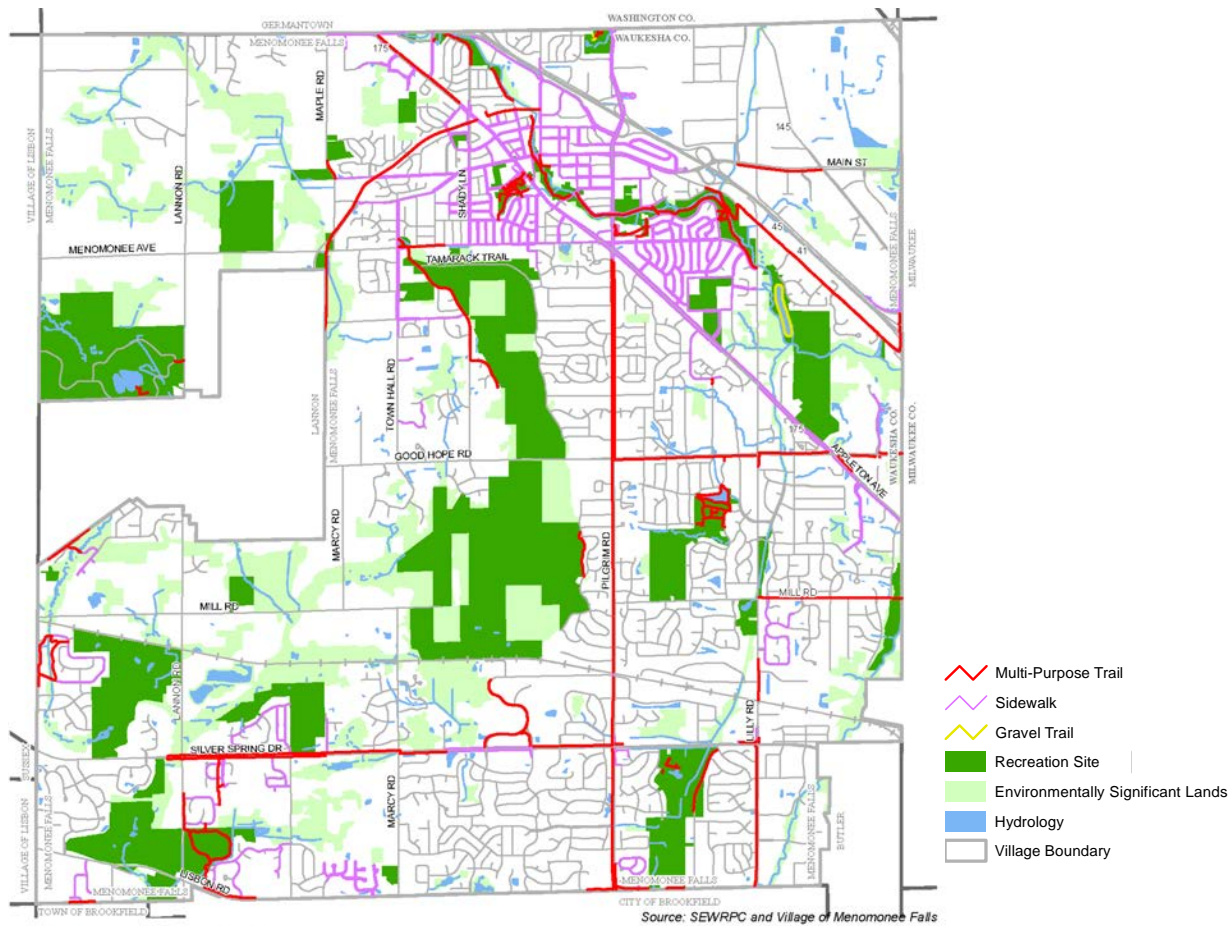 WASHINGTON CO.
WAUKESHA CO.
GERMANTOWN
MENOMONEE FALLS
175
MAPLE RD
145
MAIN ST
VILLAGE OF LISBON
MENOMONEE FALLS
LANNON RD
SHADY LN
MENOMONEE AVE
TAMARACK TRAIL
45
41
MENOMONEE FALLS
MILWAUKEE
LANNON
MENOMONEE FALLS
TOWN HALL RD
175
APPLETON AVE
WAUKESHA CO.
MILWAUKEE CO.
GOOD HOPE RD
MARCY RD
PILGRIM RD
MILL RD
MILL RD
LANNON RD
LILLY RD
SILVER SPRING DR
SUSSEX
VILLAGE OF LISBON
MENOMONEE FALLS
MARCY RD
MENOMONEE FALLS
BUTLER
LISBON RD
MENOMONEE FALLS
TOWN OF BROOKFIELD
MENOMONEE FALLS
CITY OF BROOKFIELD
Source: SEWRPC and Village of Menomonee Falls
Multi-Purpose Trail
Sidewalk
Gravel Trail
Recreation Site
Environmentally Significant Lands
Hydrology
Village Boundary